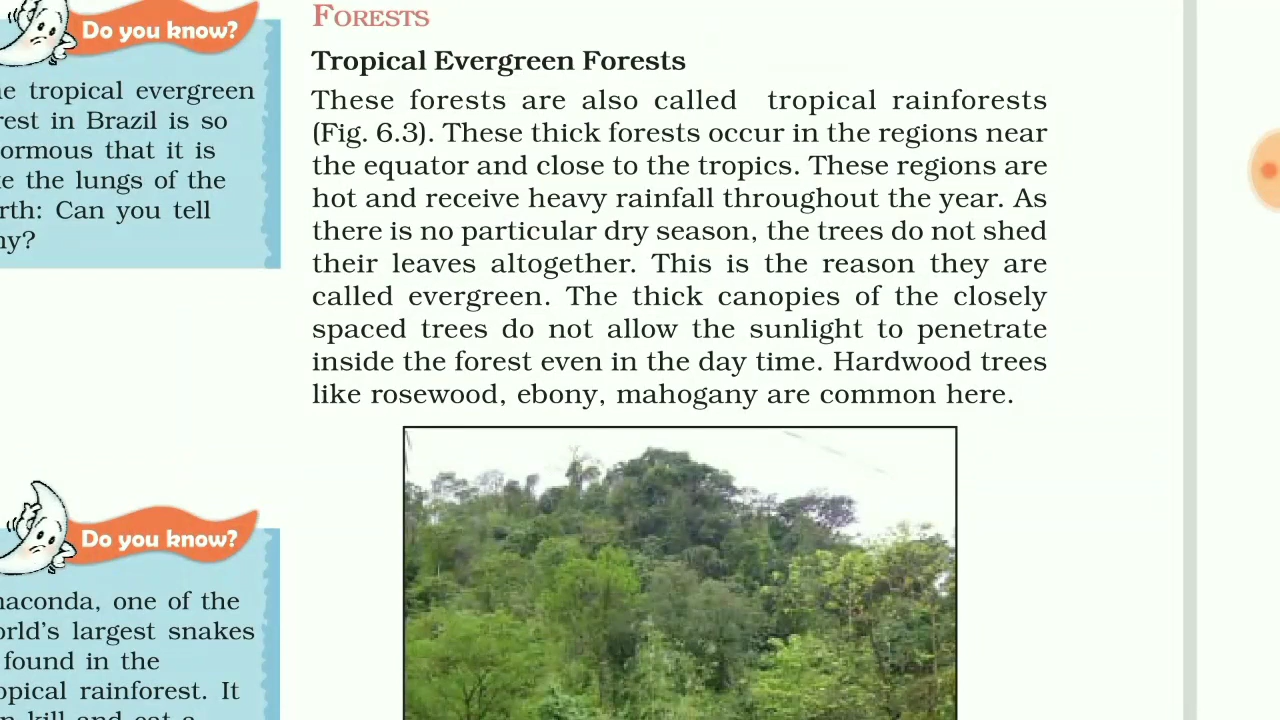 Do you know?
tropical evergreen
in Brazil is so
that it is
the lungs of the
Can you tell
FORESTS
Tropical Evergreen Forests
These forests are also called tropical rainforests
(Fig. 6.3). These thick forests occur in the regions near
the equator and close to the tropics. These regions are
hot and receive heavy rainfall throughout the year. As
there is no particular dry season, the trees do not shed
their leaves altogether. This is the reason they are
called evergreen. The thick canopies of the closely
spaced trees do not allow the sunlight to penetrate
inside the forest even in the day time. Hardwood trees
like rosewood, ebony, mahogany are common here.
Do you know?
one of the
largest snakes
found in the
rainforest. It